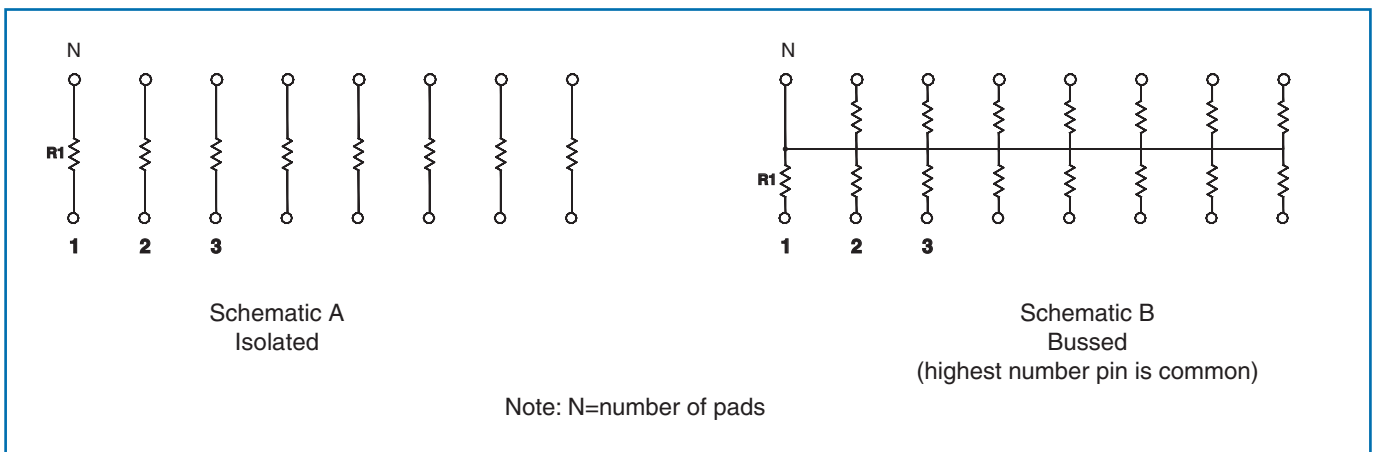 N
R1
1 2 3
Schematic A
Isolated
N
R1
1 2 3
Schematic B
Bussed
(highest number pin is common)
Note: N=number of pads